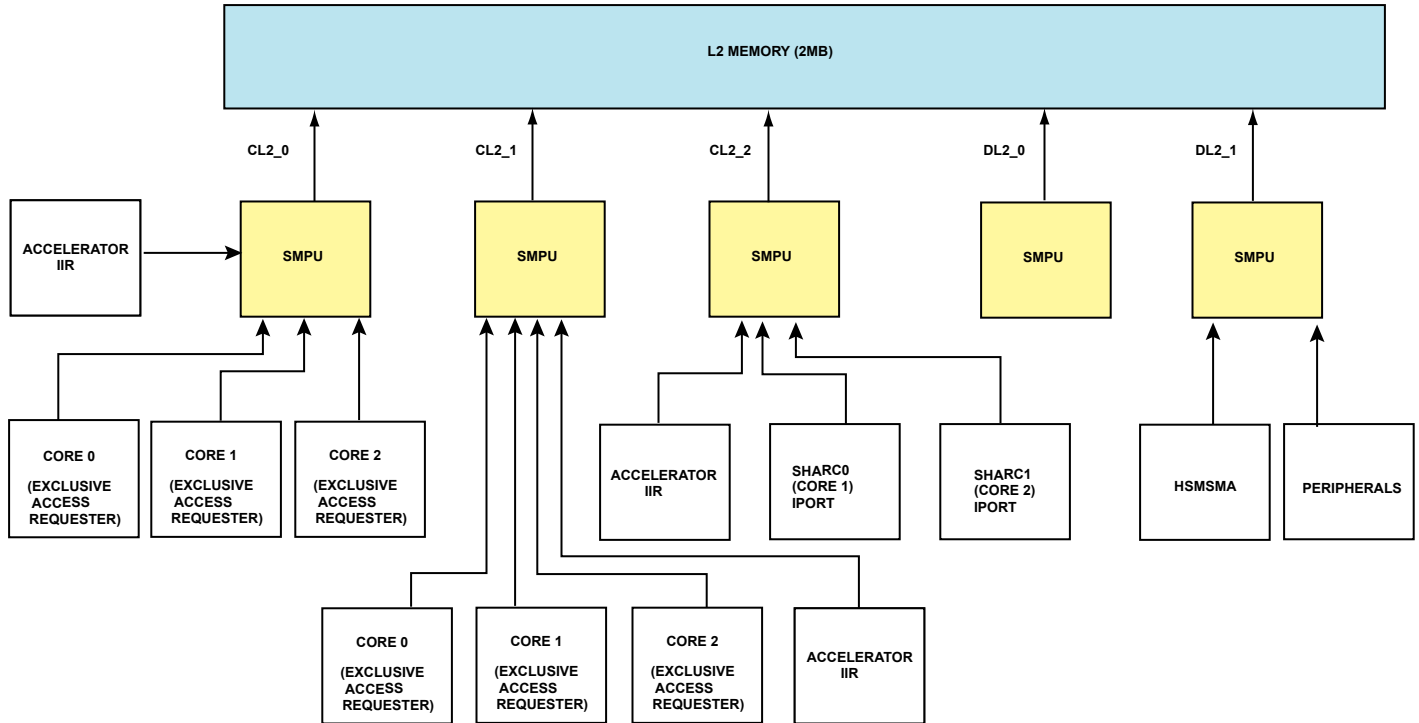 L2 MEMORY (2MB)
CL2_0
CL2_1
CL2_2
DL2_0
DL2_1
ACCELERATOR
IIR
SMPU
SMPU
SMPU
SMPU
SMPU
CORE 0
(EXCLUSIVE
ACCESS
REQUESTER)
CORE 1
(EXCLUSIVE
ACCESS
REQUESTER)
CORE 2
(EXCLUSIVE
ACCESS
REQUESTER)
ACCELERATOR
IIR
SHARC0
(CORE 1)
IPORT
SHARC1
(CORE 2)
IPORT
HSMSMA
PERIPHERALS
CORE 0
(EXCLUSIVE
ACCESS
REQUESTER)
CORE 1
(EXCLUSIVE
ACCESS
REQUESTER)
CORE 2
(EXCLUSIVE
ACCESS
REQUESTER)
ACCELERATOR
IIR